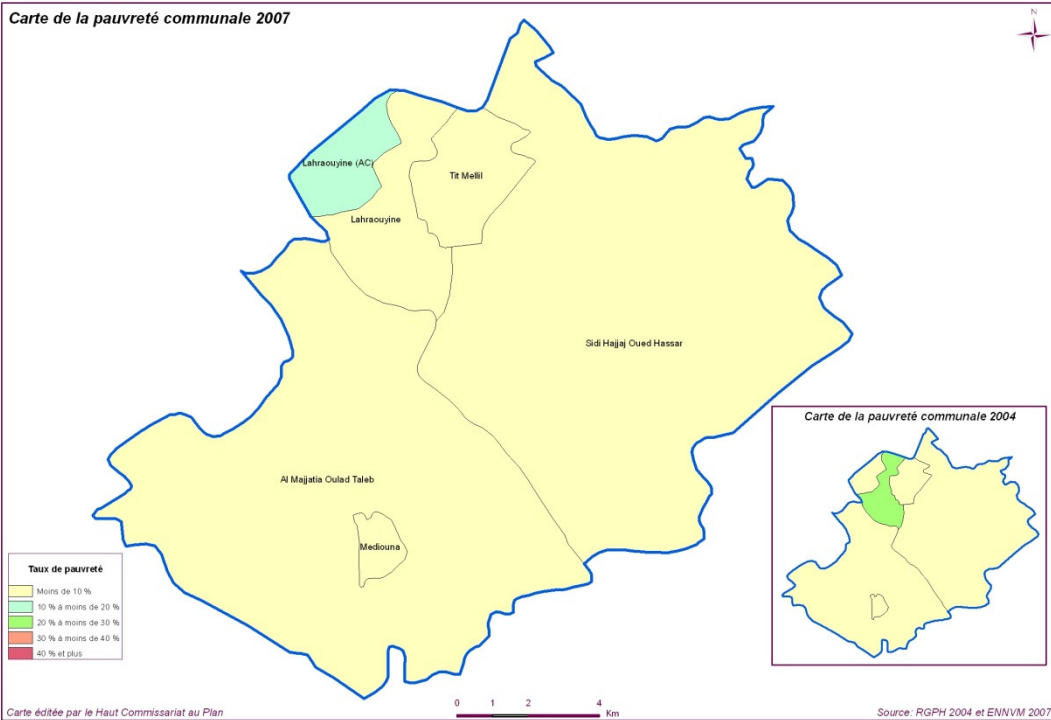 Carte de la pauvreté communale 2007
N
Lahraouyine (AC)
Tit Mellil
Lahraouyine
Sidi Hajjaj Oued Hassar
Al Majjatia Oulad Taleb
Mediouna
Carte de la pauvreté communale 2004
Taux de pauvreté
Moins de 10 %
10 % à moins de 20 %
20 % à moins de 30 %
30 % à moins de 40 %
40 % et plus
0 1 2 4
Km
Carte éditée par le Haut Commissariat au Plan
Source: RGPH 2004 et ENNVM 2007